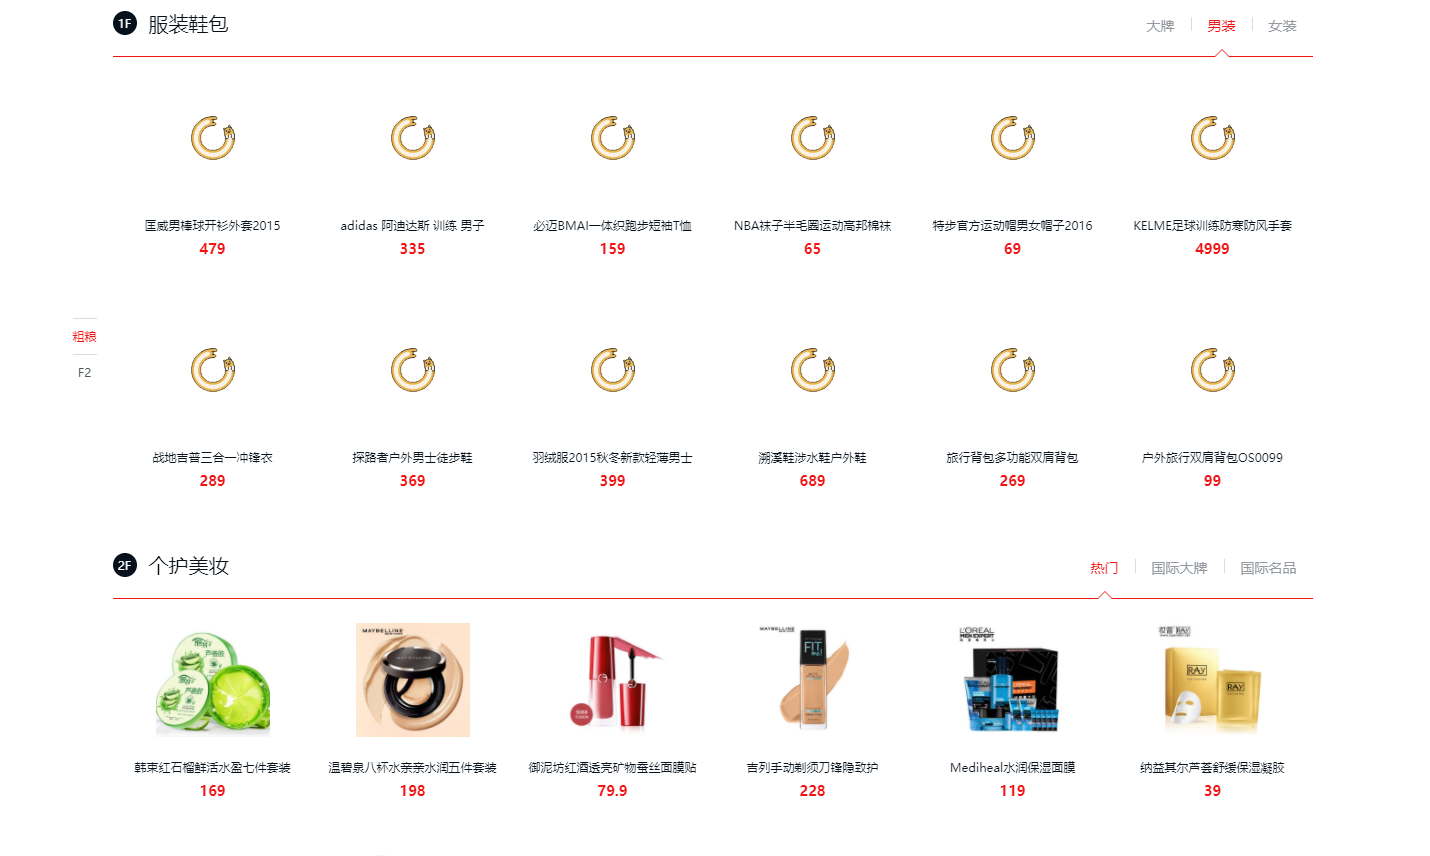 1F 服装鞋包
大牌 男装 女装
匡威男棒球开衫外套2015 adidas 阿迪达斯 训练 男子 必迈BMAI一体织跑步短袖T恤 NBA袜子半毛圈运动高邦棉袜 特步官方运动帽男女帽子2016 KELME足球训练防寒防风手套
479 335 159 65 69 4999
粗粮
F2
战地吉普三合一冲锋衣 探路者户外男士徒步鞋 羽绒服2015秋冬新款轻薄男士 溯溪鞋涉水鞋户外鞋 旅行背包多功能双肩背包 户外旅行双肩背包OS0099
289 369 399 689 269 99
2F 个护美妆
热门 国际大牌 国际名品
MAYBELLINE
MAYBELLINE
FIT
me!
L'OREAL
MEN EXPERT
RAY
RAY
RAY
韩束红石榴鲜活水盈七件套装 温碧泉八杯水亲亲水润五件套装 御泥坊红酒透亮矿物蚕丝面膜贴 吉列手动剃须刀锋隐致护 Mediheal水润保湿面膜 纳益其尔芦荟舒缓保湿凝胶
169 198 79.9 228 119 39